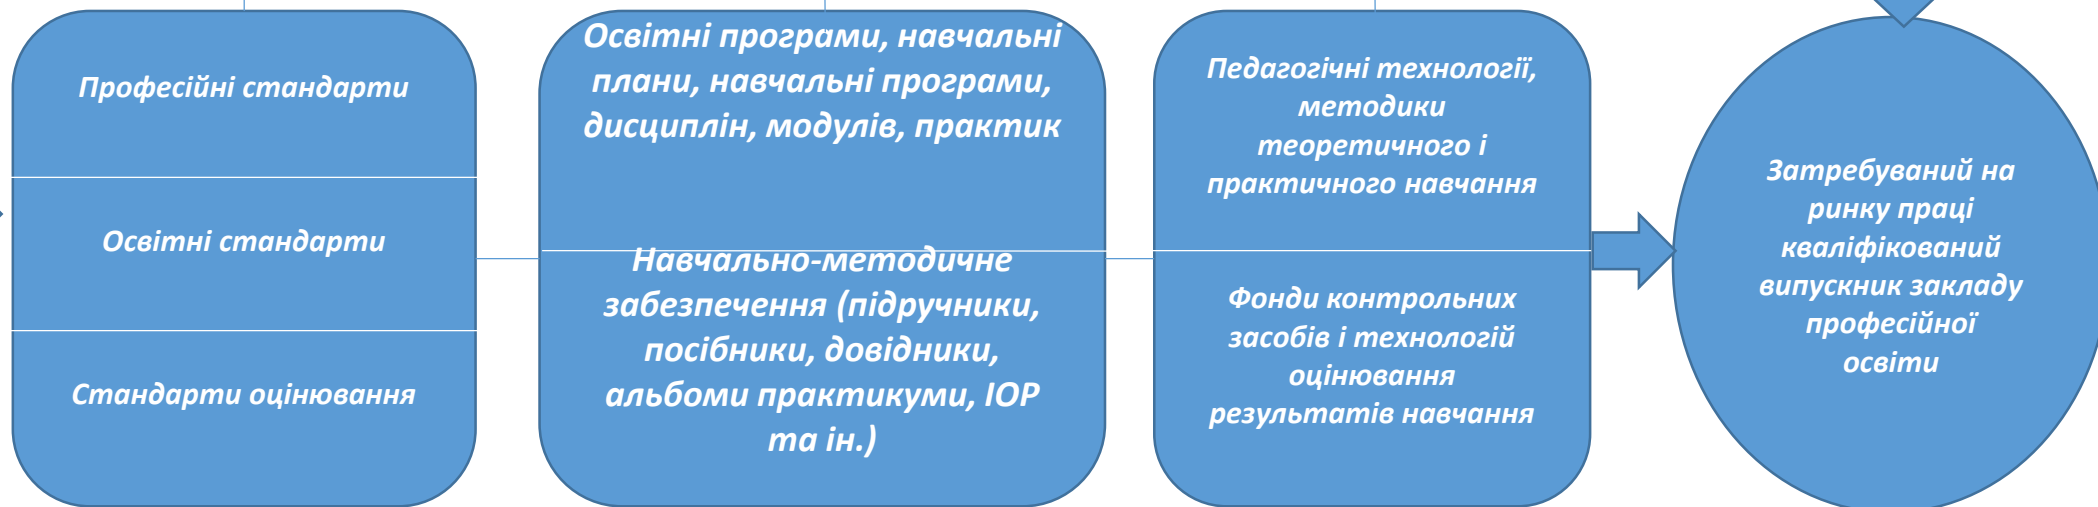 Професійні стандарти
Освітні стандарти
Стандарти оцінювання
Освітні програми, навчальні
плани, навчальні програми,
дисциплін, модулів, практик
Навчально-методичне
забезпечення (підручники,
посібники, довідники,
альбоми практикуми, ІОР
та ін.)
Педагогічні технології,
методики
теоретичного і
практичного навчання
Фонди контрольних
засобів і технологій
оцінювання
результатів навчання
Затребуваний на
ринку праці
кваліфікований
випускник закладу
професійної
освіти